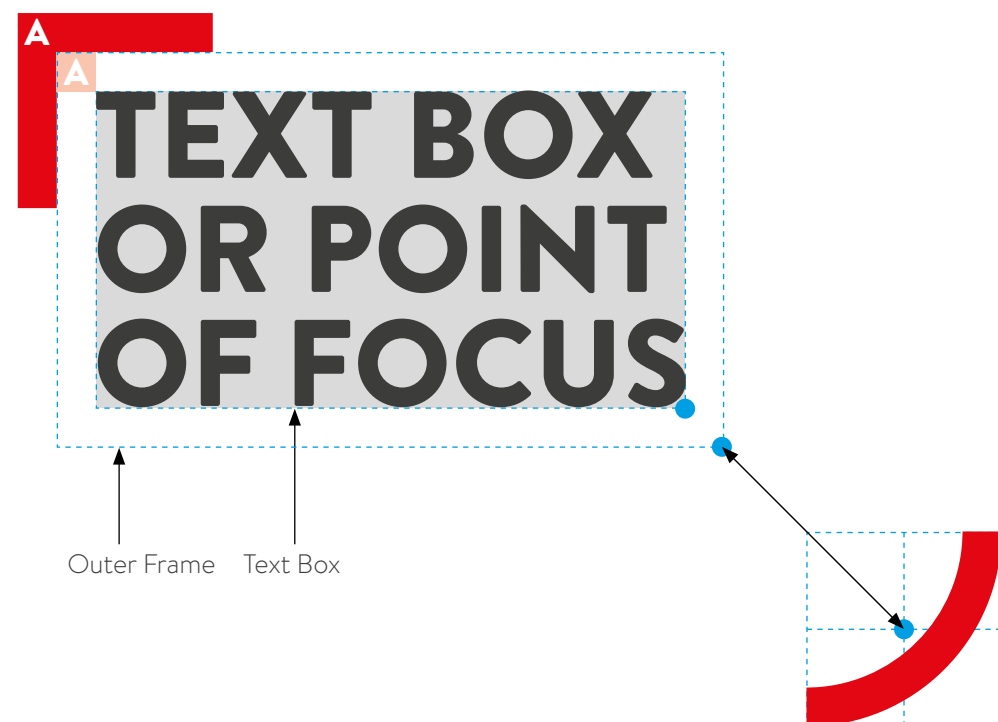 A
A
TEXT BOX
OR POINT
OF FOCUS
Outer Frame
Text Box